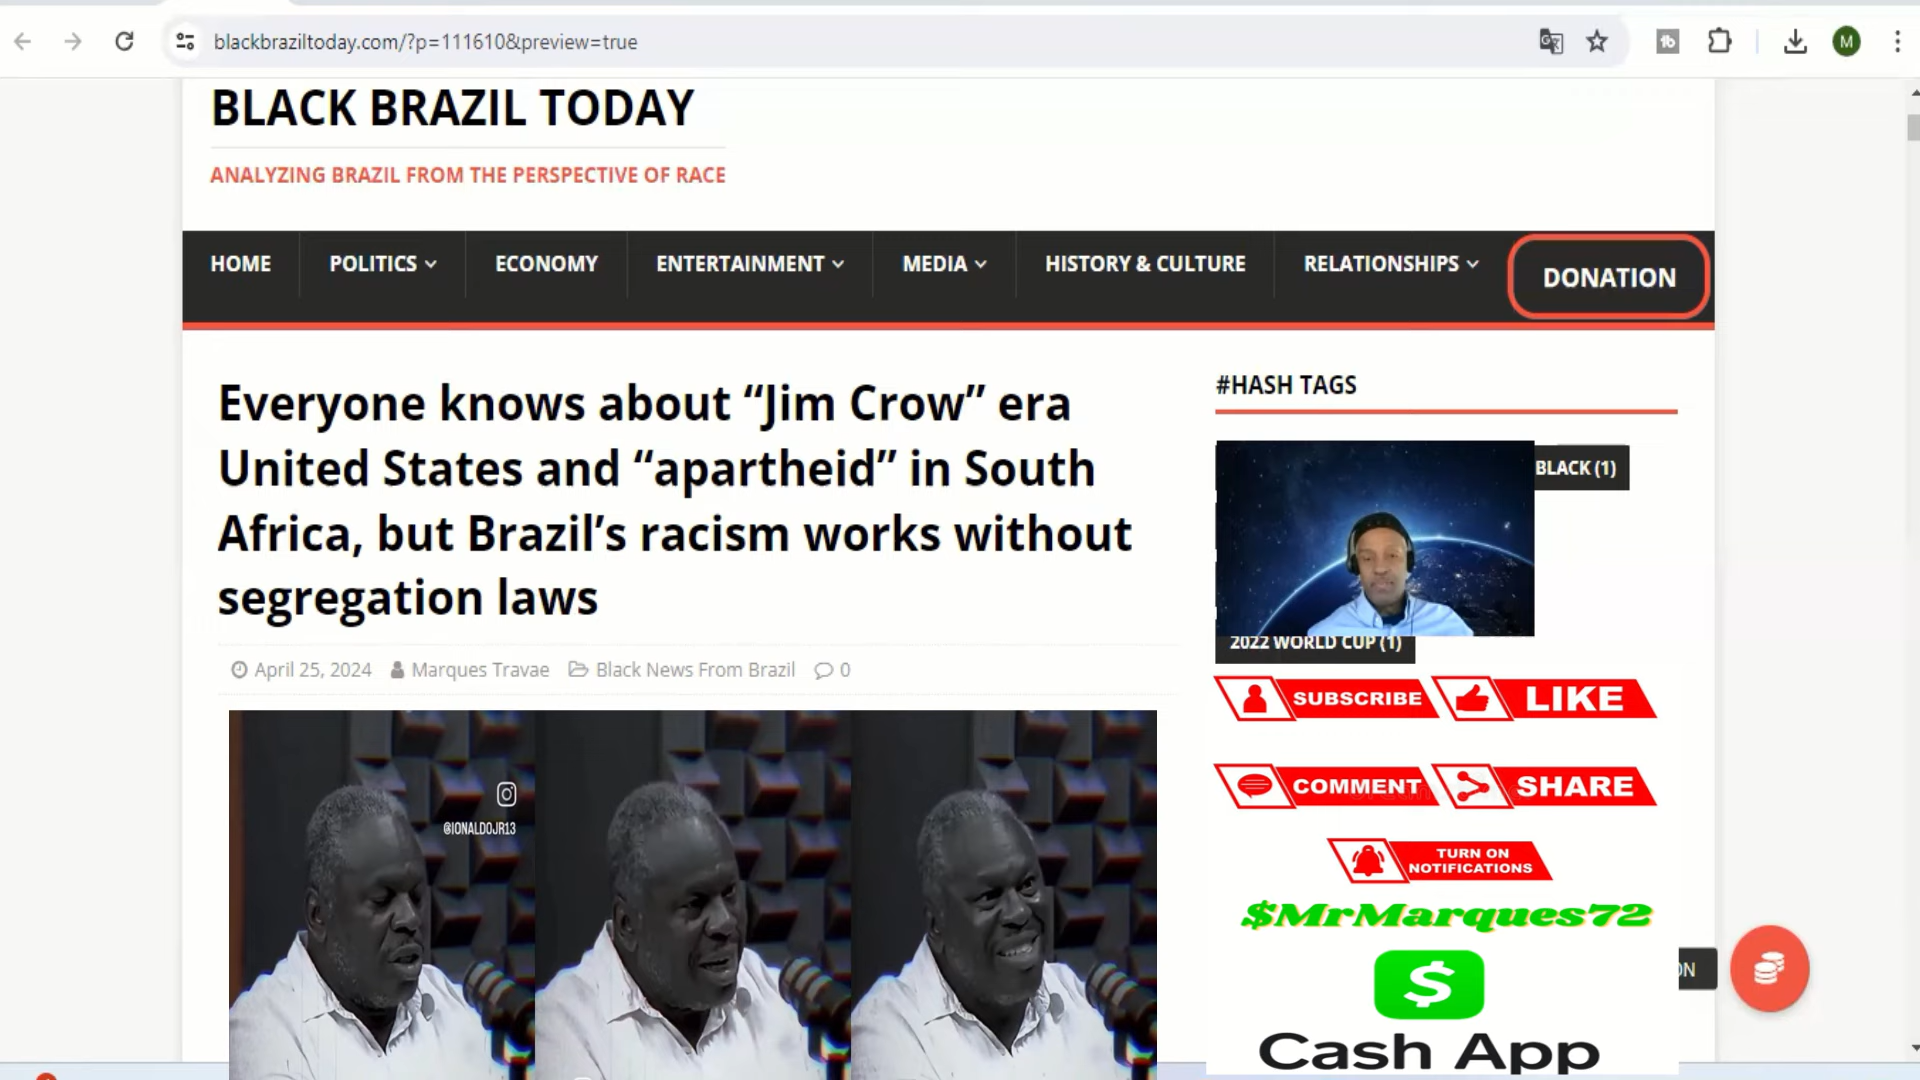 blackbraziltoday.com/?p=111610&preview=true
M
BLACK BRAZIL TODAY
ANALYZING BRAZIL FROM THE PERSPECTIVE OF RACE
HOME
POLITICS
ECONOMY
ENTERTAINMENT
MEDIA
HISTORY & CULTURE
RELATIONSHIPS
DONATION
Everyone knows about “Jim Crow” era
United States and “apartheid” in South
Africa, but Brazil’s racism works without
segregation laws
April 25, 2024
Marques Travae
Black News From Brazil
0
@IONALDOJR13
#HASH TAGS
BLACK (1)
2022 WORLD CUP (1)
SUBSCRIBE
LIKE
COMMENT
SHARE
TURN ON
NOTIFICATIONS
$MrMarques72
$
Cash App